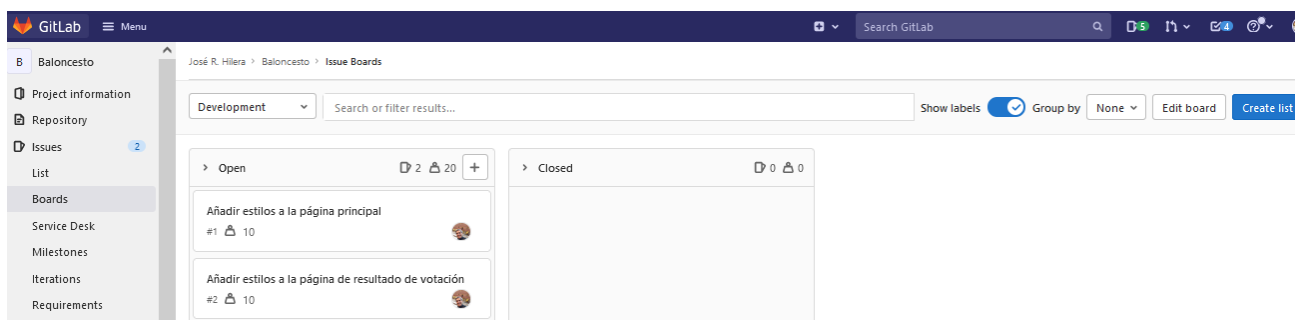 GitLab Menu Search GitLab 5 4
B Baloncesto
José R. Hilera > Baloncesto > Issue Boards
Project information
Repository
Issues 2
List
Boards
Service Desk
Milestones
Iterations
Requirements
Development Search or filter results... Show labels Group by None Edit board Create list
Open 2 20 +
Añadir estilos a la página principal
#1 10
Añadir estilos a la página de resultado de votación
#2 10
Closed 0 0